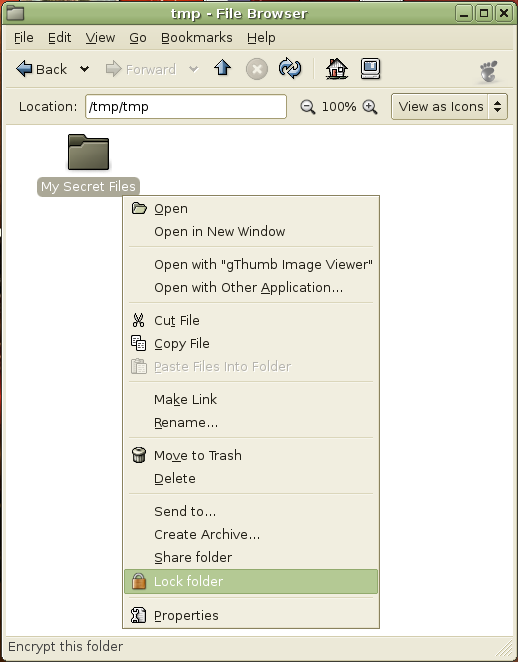 tmp - File Browser
File Edit View Go Bookmarks Help
Back Forward
Location: /tmp/tmp 100% View as Icons
My Secret Files
Open
Open in New Window
Open with "gThumb Image Viewer"
Open with Other Application...
Cut File
Copy File
Paste Files Into Folder
Make Link
Rename...
Move to Trash
Delete
Send to...
Create Archive...
Share folder
Lock folder
Properties
Encrypt this folder